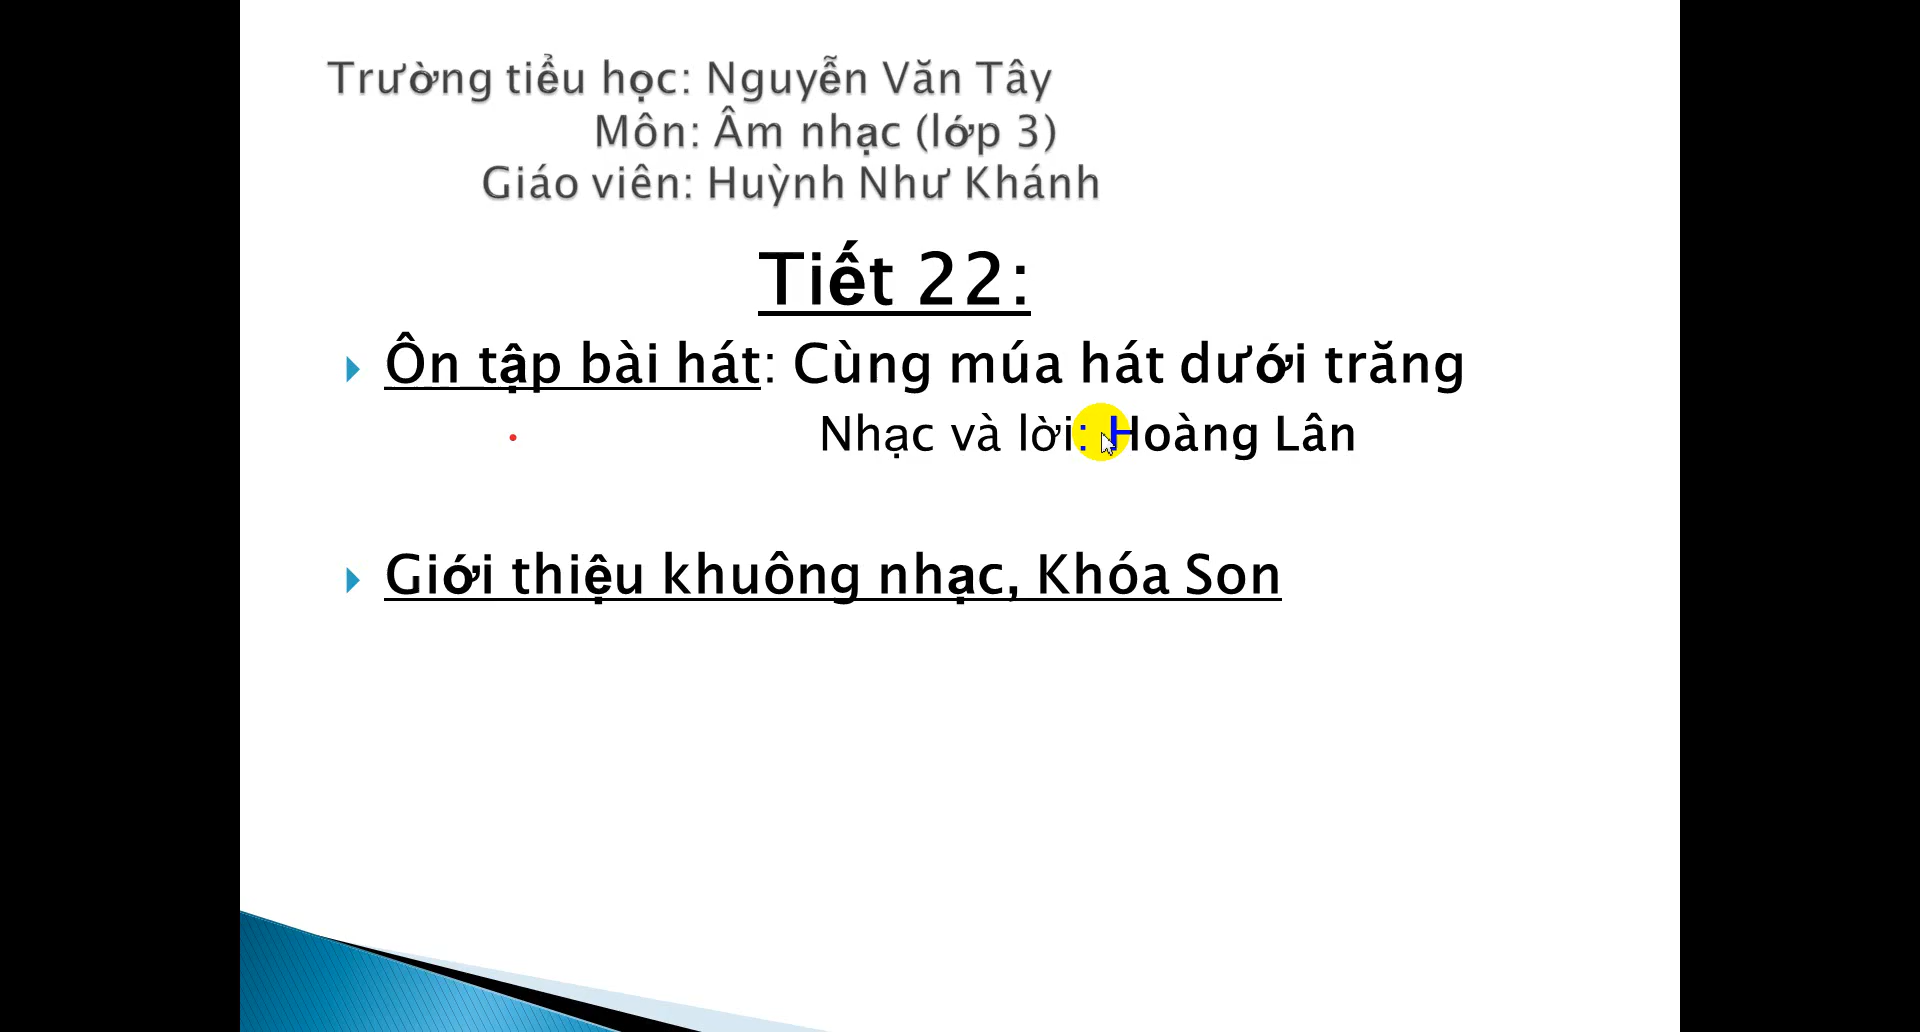 Trường tiểu học: Nguyễn Văn Tây
Môn: Âm nhạc (lớp 3)
Giáo viên: Huỳnh Như Khánh
Tiết 22:
Ôn tập bài hát: Cùng múa hát dưới trăng
Nhạc và lời: Hoàng Lân
Giới thiệu khuông nhạc, Khóa Son